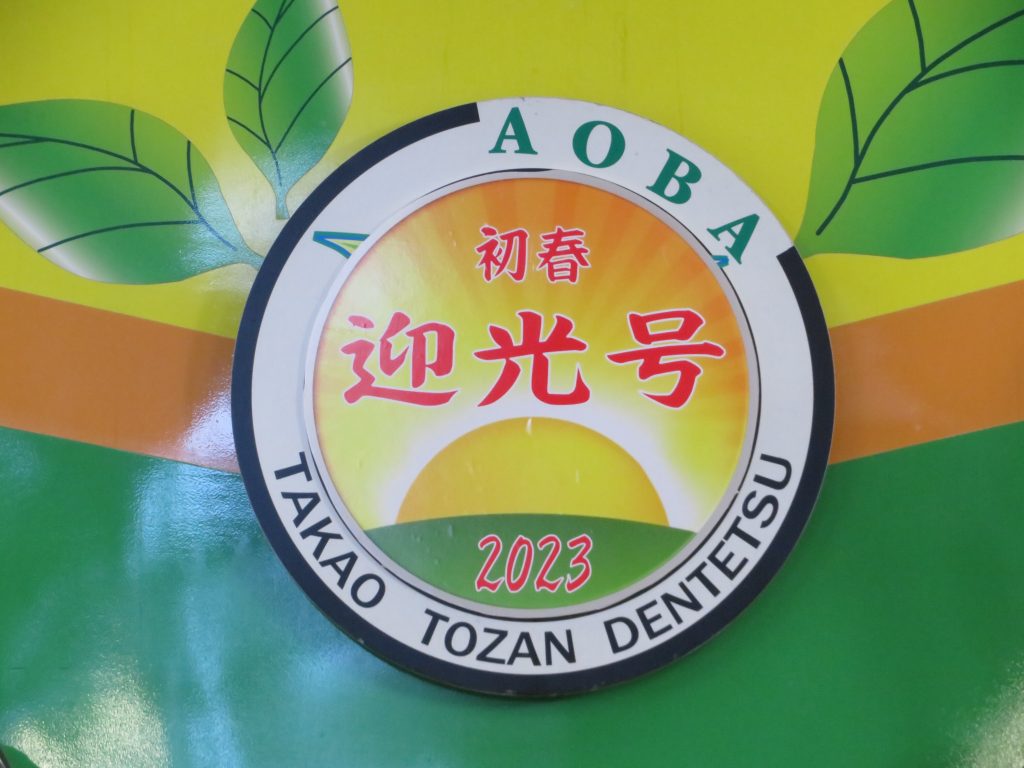 AOBA
初春
迎光号
2023
TAKAO TOZAN DENTETSU